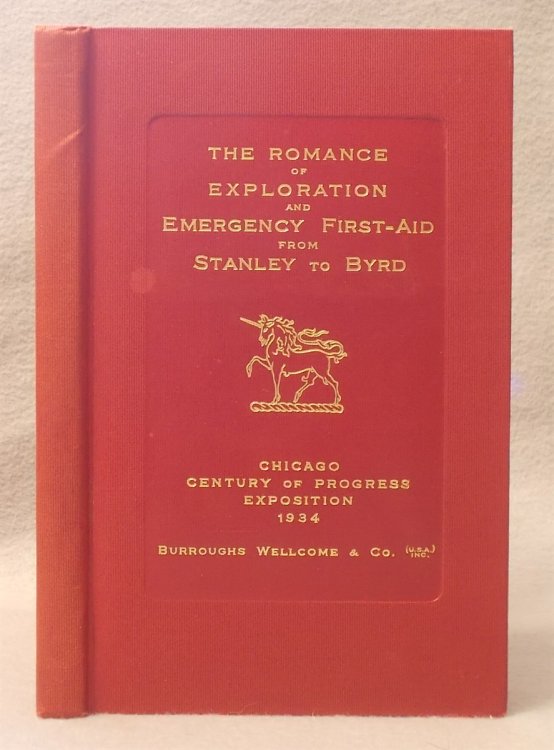 THE ROMANCE
OF
EXPLORATION
AND
EMERGENCY FIRST-AID
FROM
STANLEY TO BYRD
CHICAGO
CENTURY OF PROGRESS
EXPOSITION
1934
BURROUGHS WELLCOME & CO. (U.S.A.) INC.